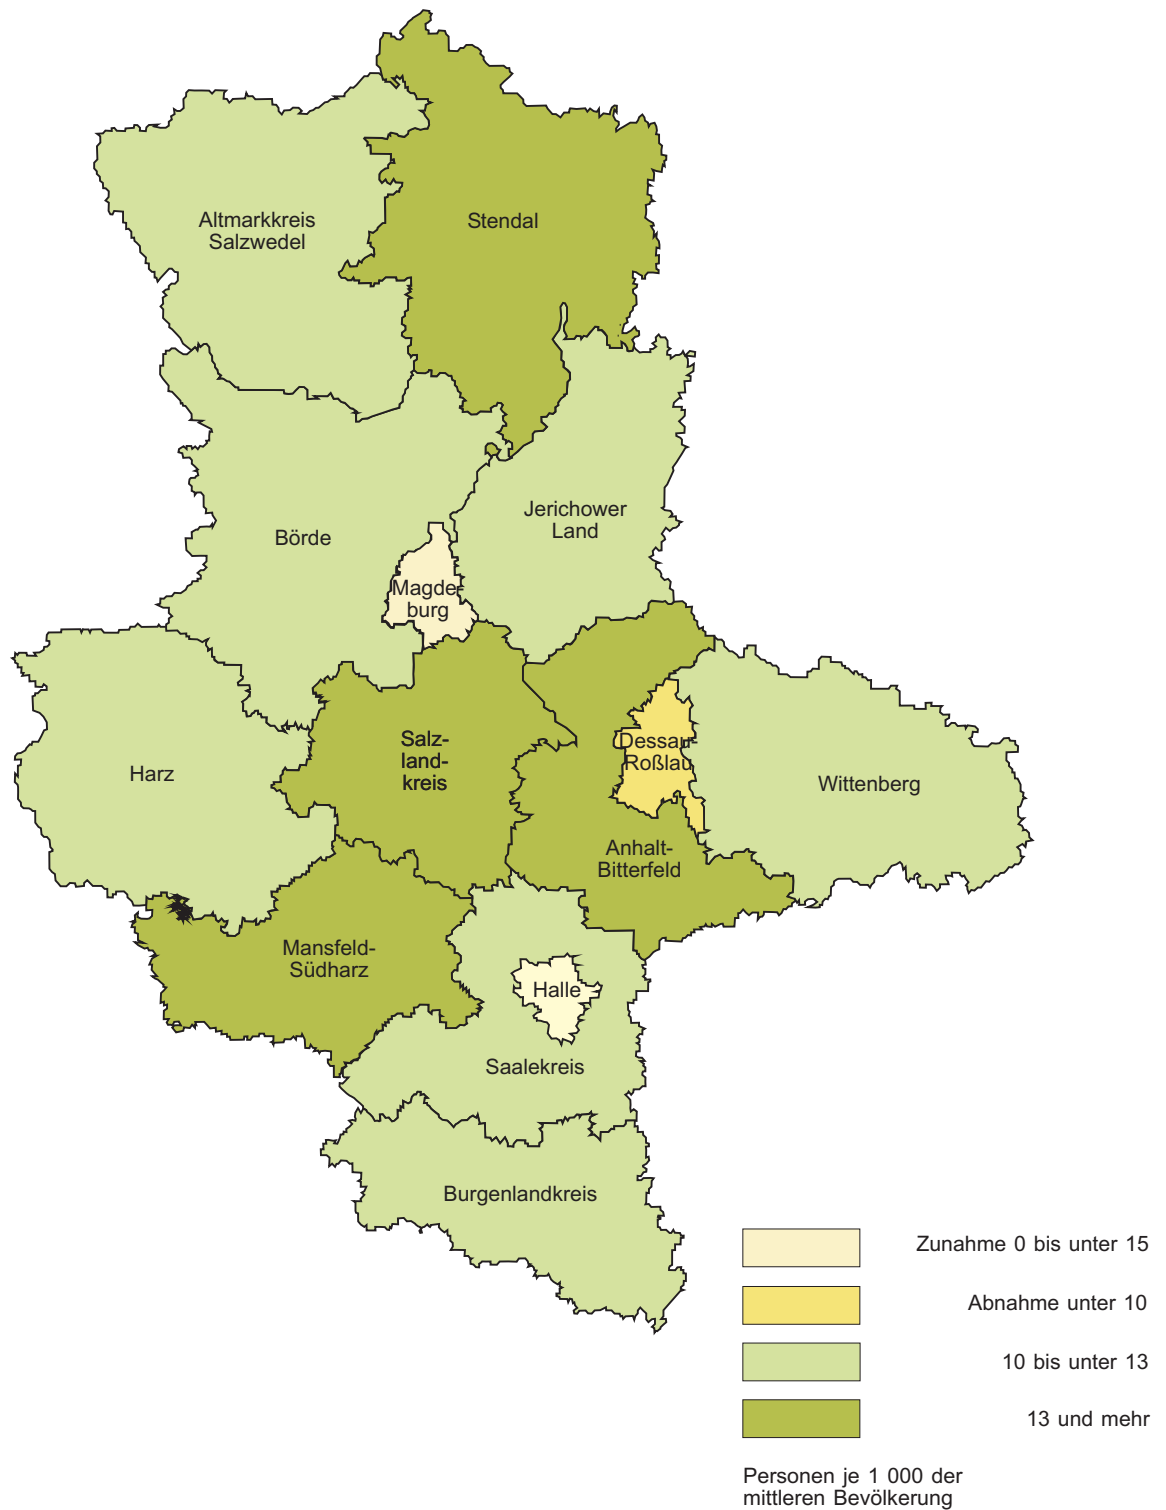 Altmarkkreis
Salzwedel
Stendal
Jerichower
Land
Börde
Magde-
burg
Salz-
land-
kreis
Dessau-
Roßlau
Harz
Wittenberg
Anhalt-
Bitterfeld
Mansfeld-
Südharz
Halle
Saalekreis
Burgenlandkreis
Zunahme 0 bis unter 15
Abnahme unter 10
10 bis unter 13
13 und mehr
Personen je 1 000 der
mittleren Bevölkerung